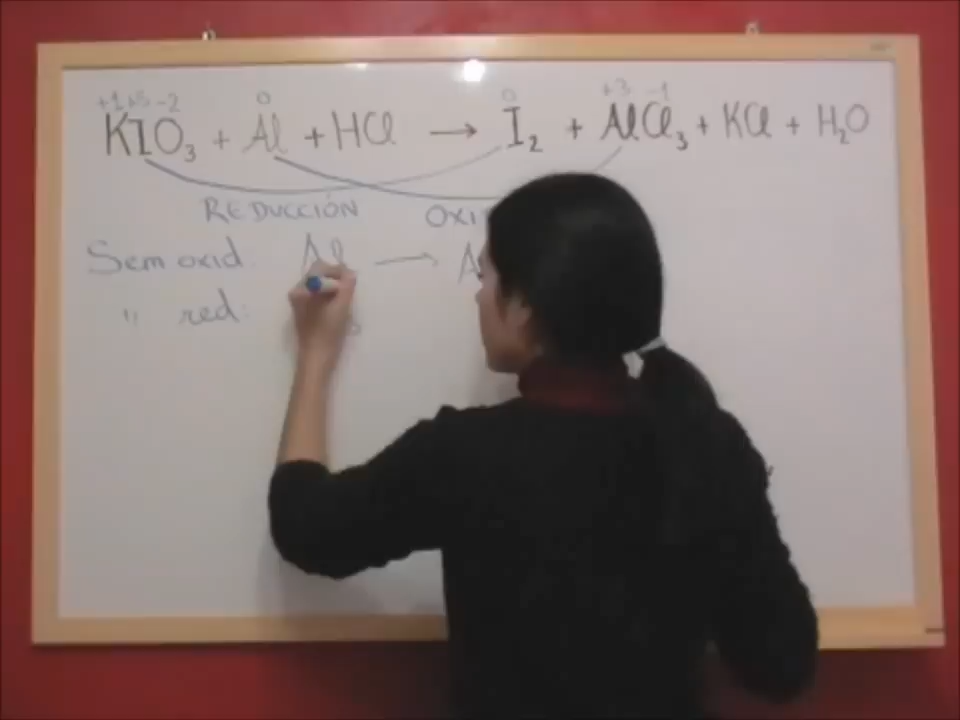 +1 +5 -2 0 0 +3 -1
KIO₃ + Al + HCl → I₂ + AlCl₃ + KCl + H₂O
REDUCCIÓN OXI
Sem oxid: Al → A
" red: